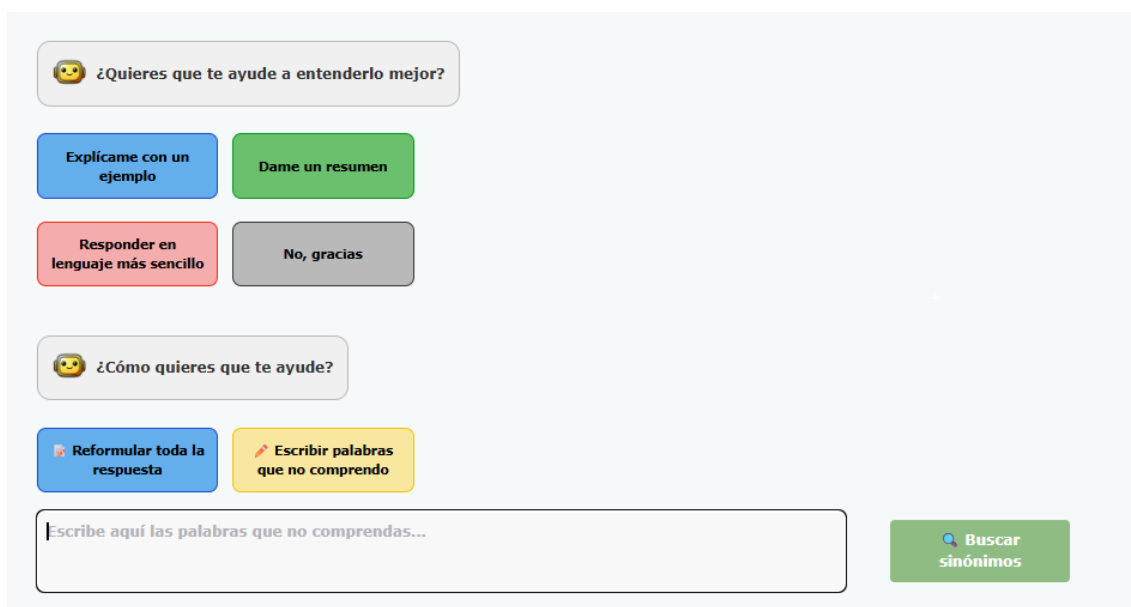 ¿Quieres que te ayude a entenderlo mejor?
Explícame con un
ejemplo
Dame un resumen
Responder en
lenguaje más sencillo
No, gracias
¿Cómo quieres que te ayude?
Reformular toda la
respuesta
Escribir palabras
que no comprendo
Escribe aquí las palabras que no comprendas...
Buscar
sinónimos